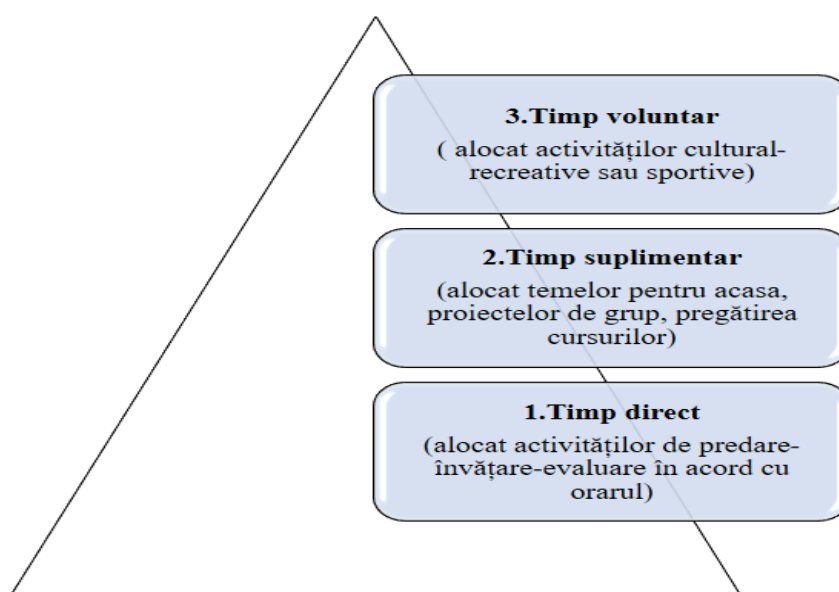 3.Timp voluntar
( alocat activităților cultural-
recreative sau sportive)
2.Timp suplimentar
(alocat temelor pentru acasa,
proiectelor de grup, pregătirea
cursurilor)
1.Timp direct
(alocat activităților de predare-
învățare-evaluare în acord cu
orarul)